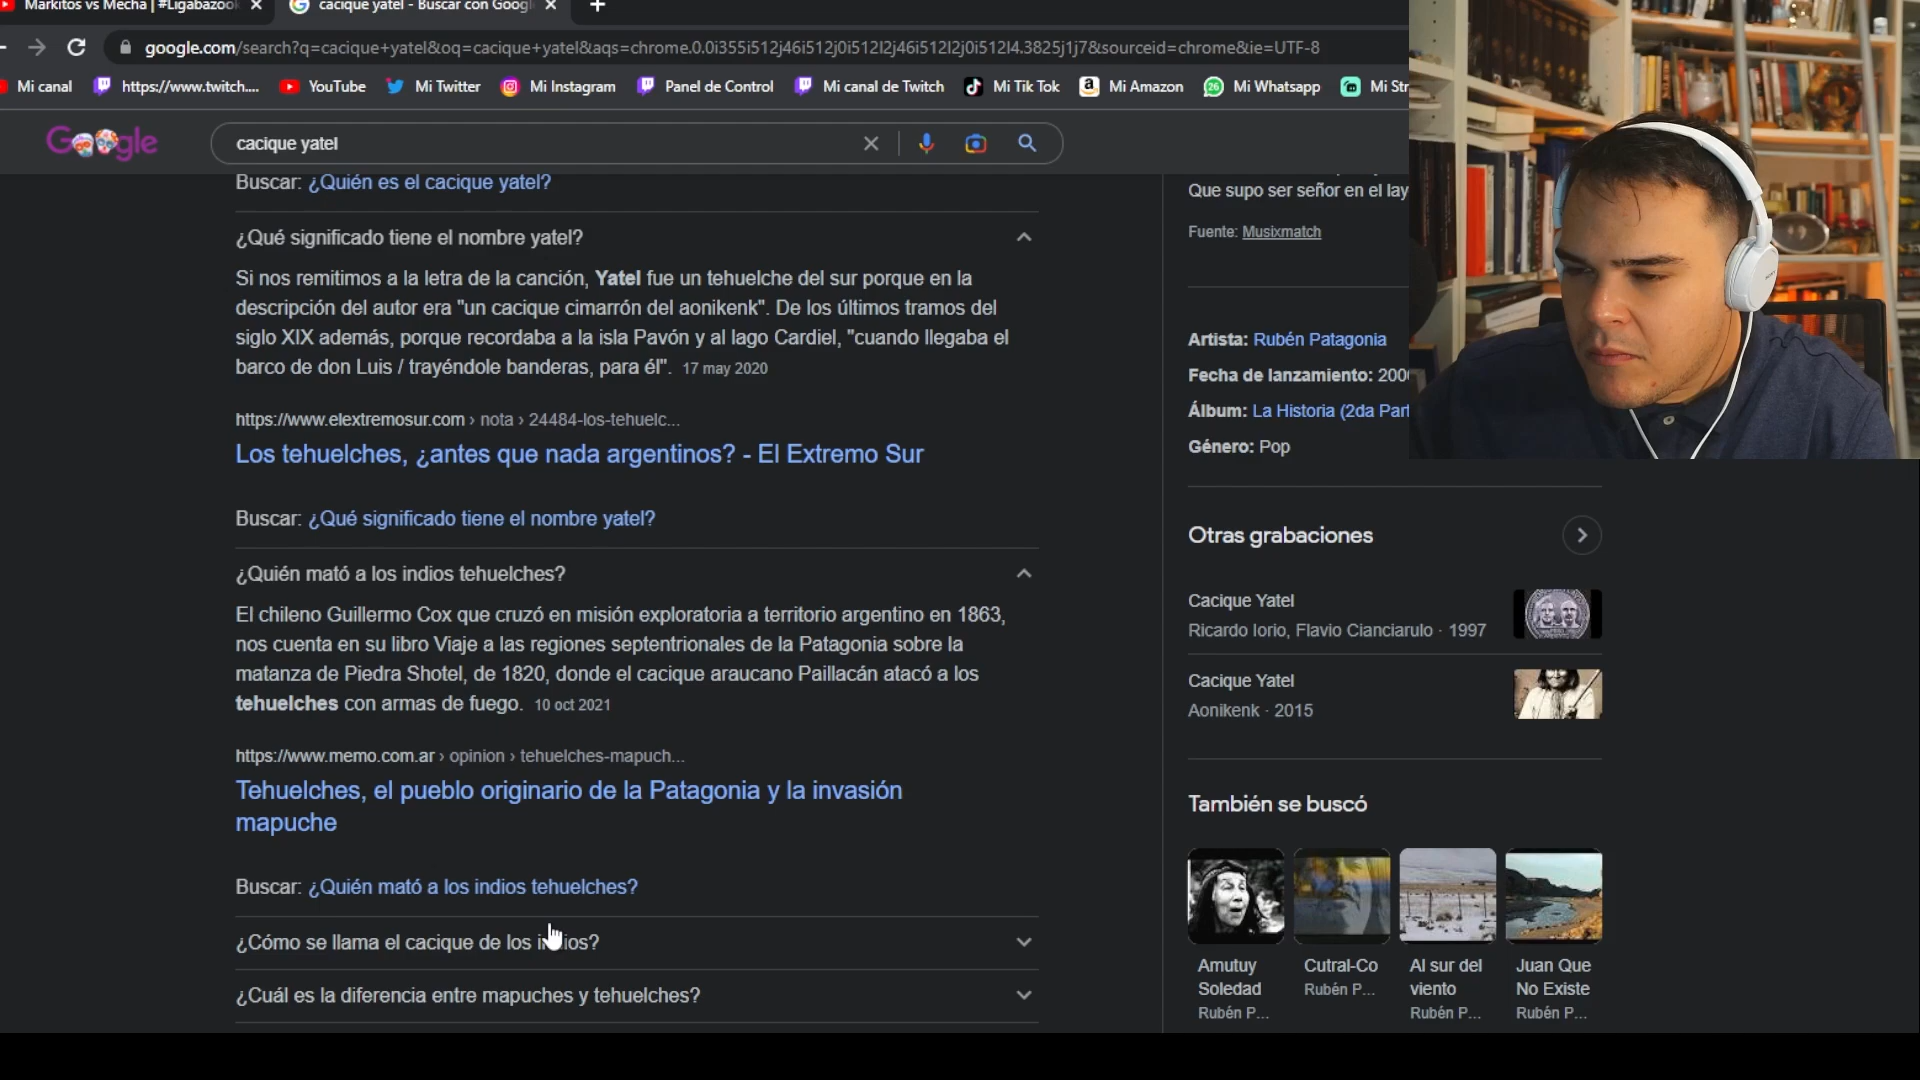 Markitos vs Mecha | #Ligabazook
cacique yatel - Buscar con Googl
google.com/search?q=cacique+yatel&oq=cacique+yatel&aqs=chrome.0.0i355i512j46i512j0i512l2j46i512l2j0i512l4.3825j1j7&sourceid=chrome&ie=UTF-8
Mi canal
https://www.twitch....
YouTube
Mi Twitter
Mi Instagram
Panel de Control
Mi canal de Twitch
Mi Tik Tok
Mi Amazon
26
Mi Whatsapp
Mi Str
Google
cacique yatel
Buscar: ¿Quién es el cacique yatel?
¿Qué significado tiene el nombre yatel?
Si nos remitimos a la letra de la canción, Yatel fue un tehuelche del sur porque en la
descripción del autor era "un cacique cimarrón del aonikenk". De los últimos tramos del
siglo XIX además, porque recordaba a la isla Pavón y al lago Cardiel, "cuando llegaba el
barco de don Luis / trayéndole banderas, para él". 17 may 2020
https://www.elextremosur.com › nota › 24484-los-tehuelc...
Los tehuelches, ¿antes que nada argentinos? - El Extremo Sur
Buscar: ¿Qué significado tiene el nombre yatel?
¿Quién mató a los indios tehuelches?
El chileno Guillermo Cox que cruzó en misión exploratoria a territorio argentino en 1863,
nos cuenta en su libro Viaje a las regiones septentrionales de la Patagonia sobre la
matanza de Piedra Shotel, de 1820, donde el cacique araucano Paillacán atacó a los
tehuelches con armas de fuego. 10 oct 2021
https://www.memo.com.ar › opinion › tehuelches-mapuch...
Tehuelches, el pueblo originario de la Patagonia y la invasión
mapuche
Buscar: ¿Quién mató a los indios tehuelches?
¿Cómo se llama el cacique de los indios?
¿Cuál es la diferencia entre mapuches y tehuelches?
Que supo ser señor en el lay
Fuente: Musixmatch
Artista: Rubén Patagonia
Fecha de lanzamiento: 200
Álbum: La Historia (2da Par
Género: Pop
Otras grabaciones
Cacique Yatel
Ricardo Iorio, Flavio Cianciarulo · 1997
Cacique Yatel
Aonikenk · 2015
También se buscó
Amutuy
Soledad
Rubén P...
Cutral-Co
Rubén P...
Al sur del
viento
Rubén P...
Juan Que
No Existe
Rubén P...